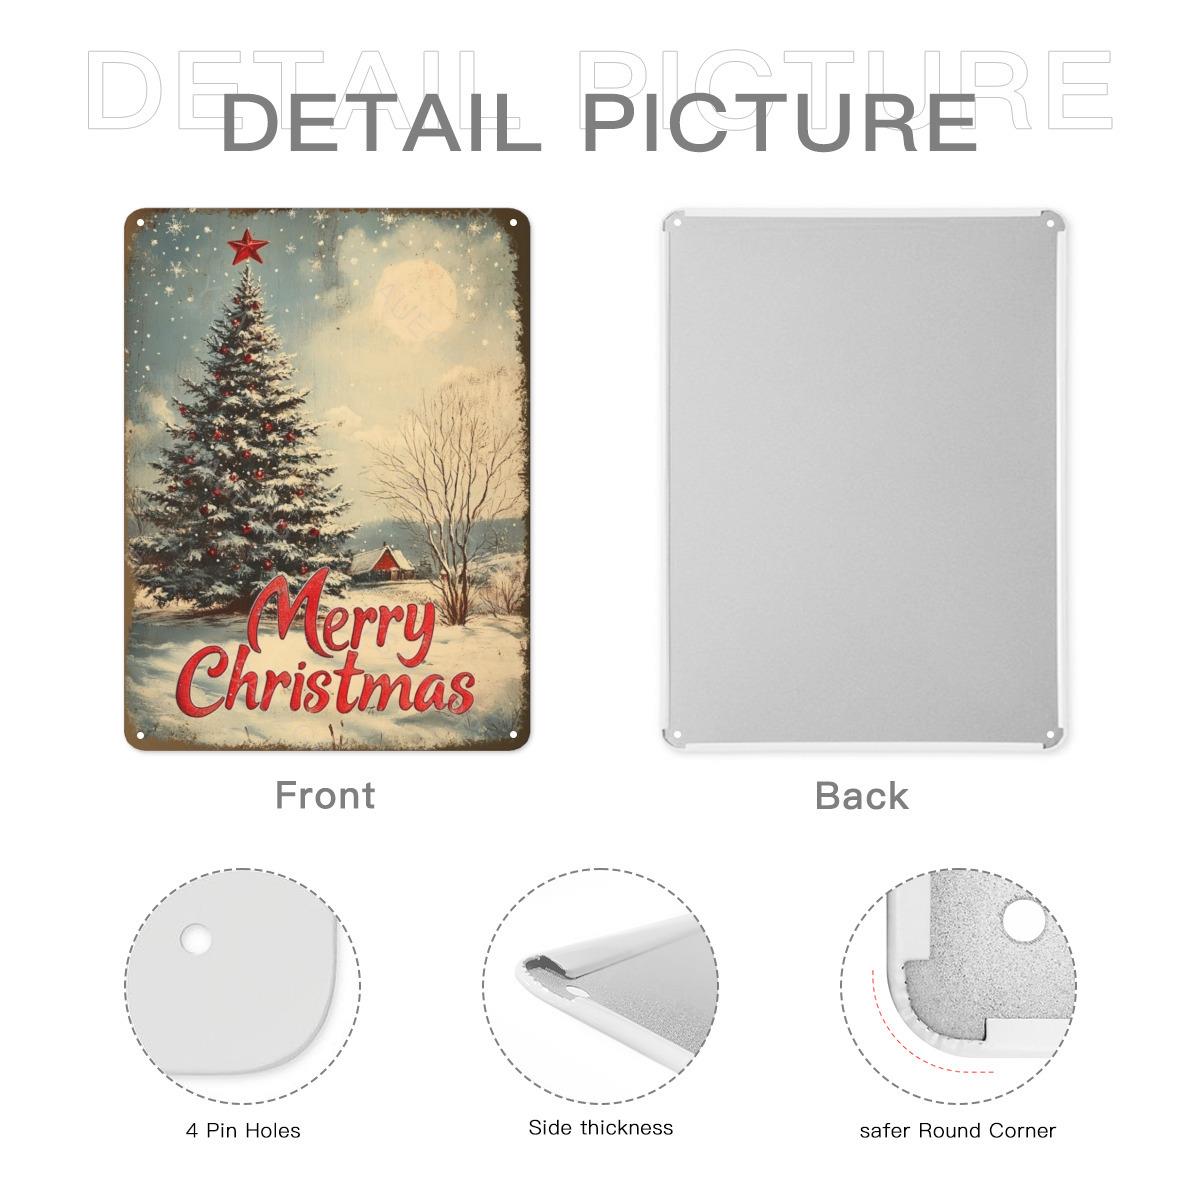 DETAIL PICTURE
DETAIL PICTURE
Merry
Christmas
Front
Back
4 Pin Holes
Side thickness
safer Round Corner